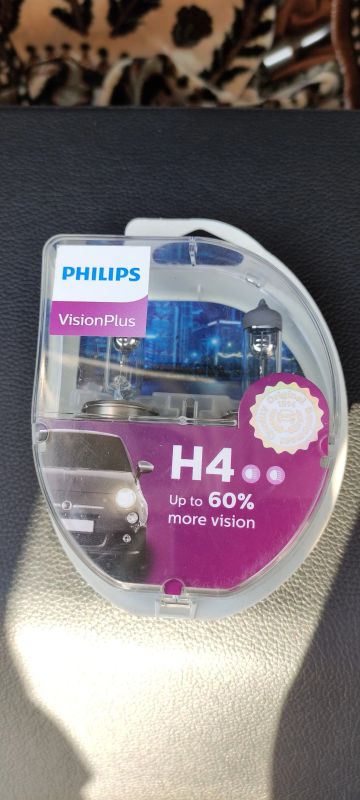 PHILIPS
VisionPlus
H4
Up to 60%
more vision